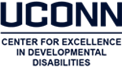 UCONN
CENTER FOR EXCELLENCE
IN DEVELOPMENTAL
DISABILITIES